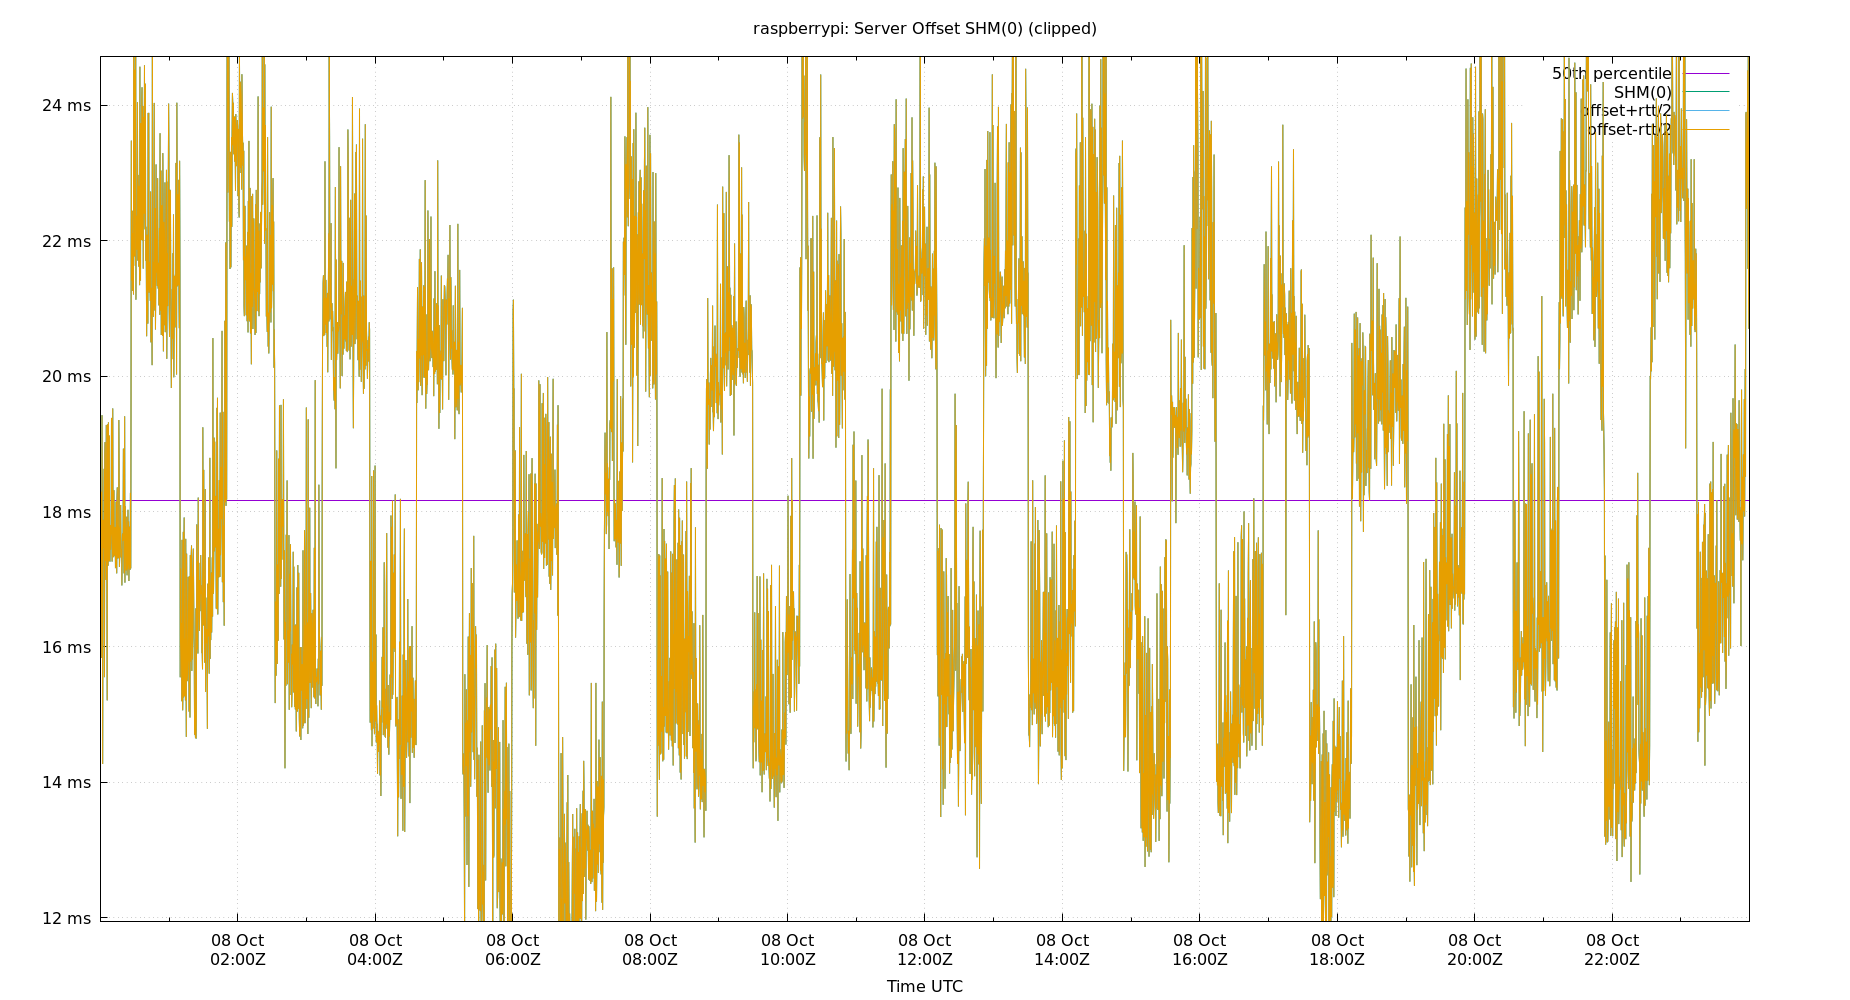 raspberrypi: Server Offset SHM(0) (clipped)
50th percentile
SHM(0)
offset+rtt/2
offset-rtt/2
24 ms
22 ms
20 ms
18 ms
16 ms
14 ms
12 ms
08 Oct 08 Oct 08 Oct 08 Oct 08 Oct 08 Oct 08 Oct 08 Oct 08 Oct 08 Oct 08 Oct
02:00Z 04:00Z 06:00Z 08:00Z 10:00Z 12:00Z 14:00Z 16:00Z 18:00Z 20:00Z 22:00Z
Time UTC